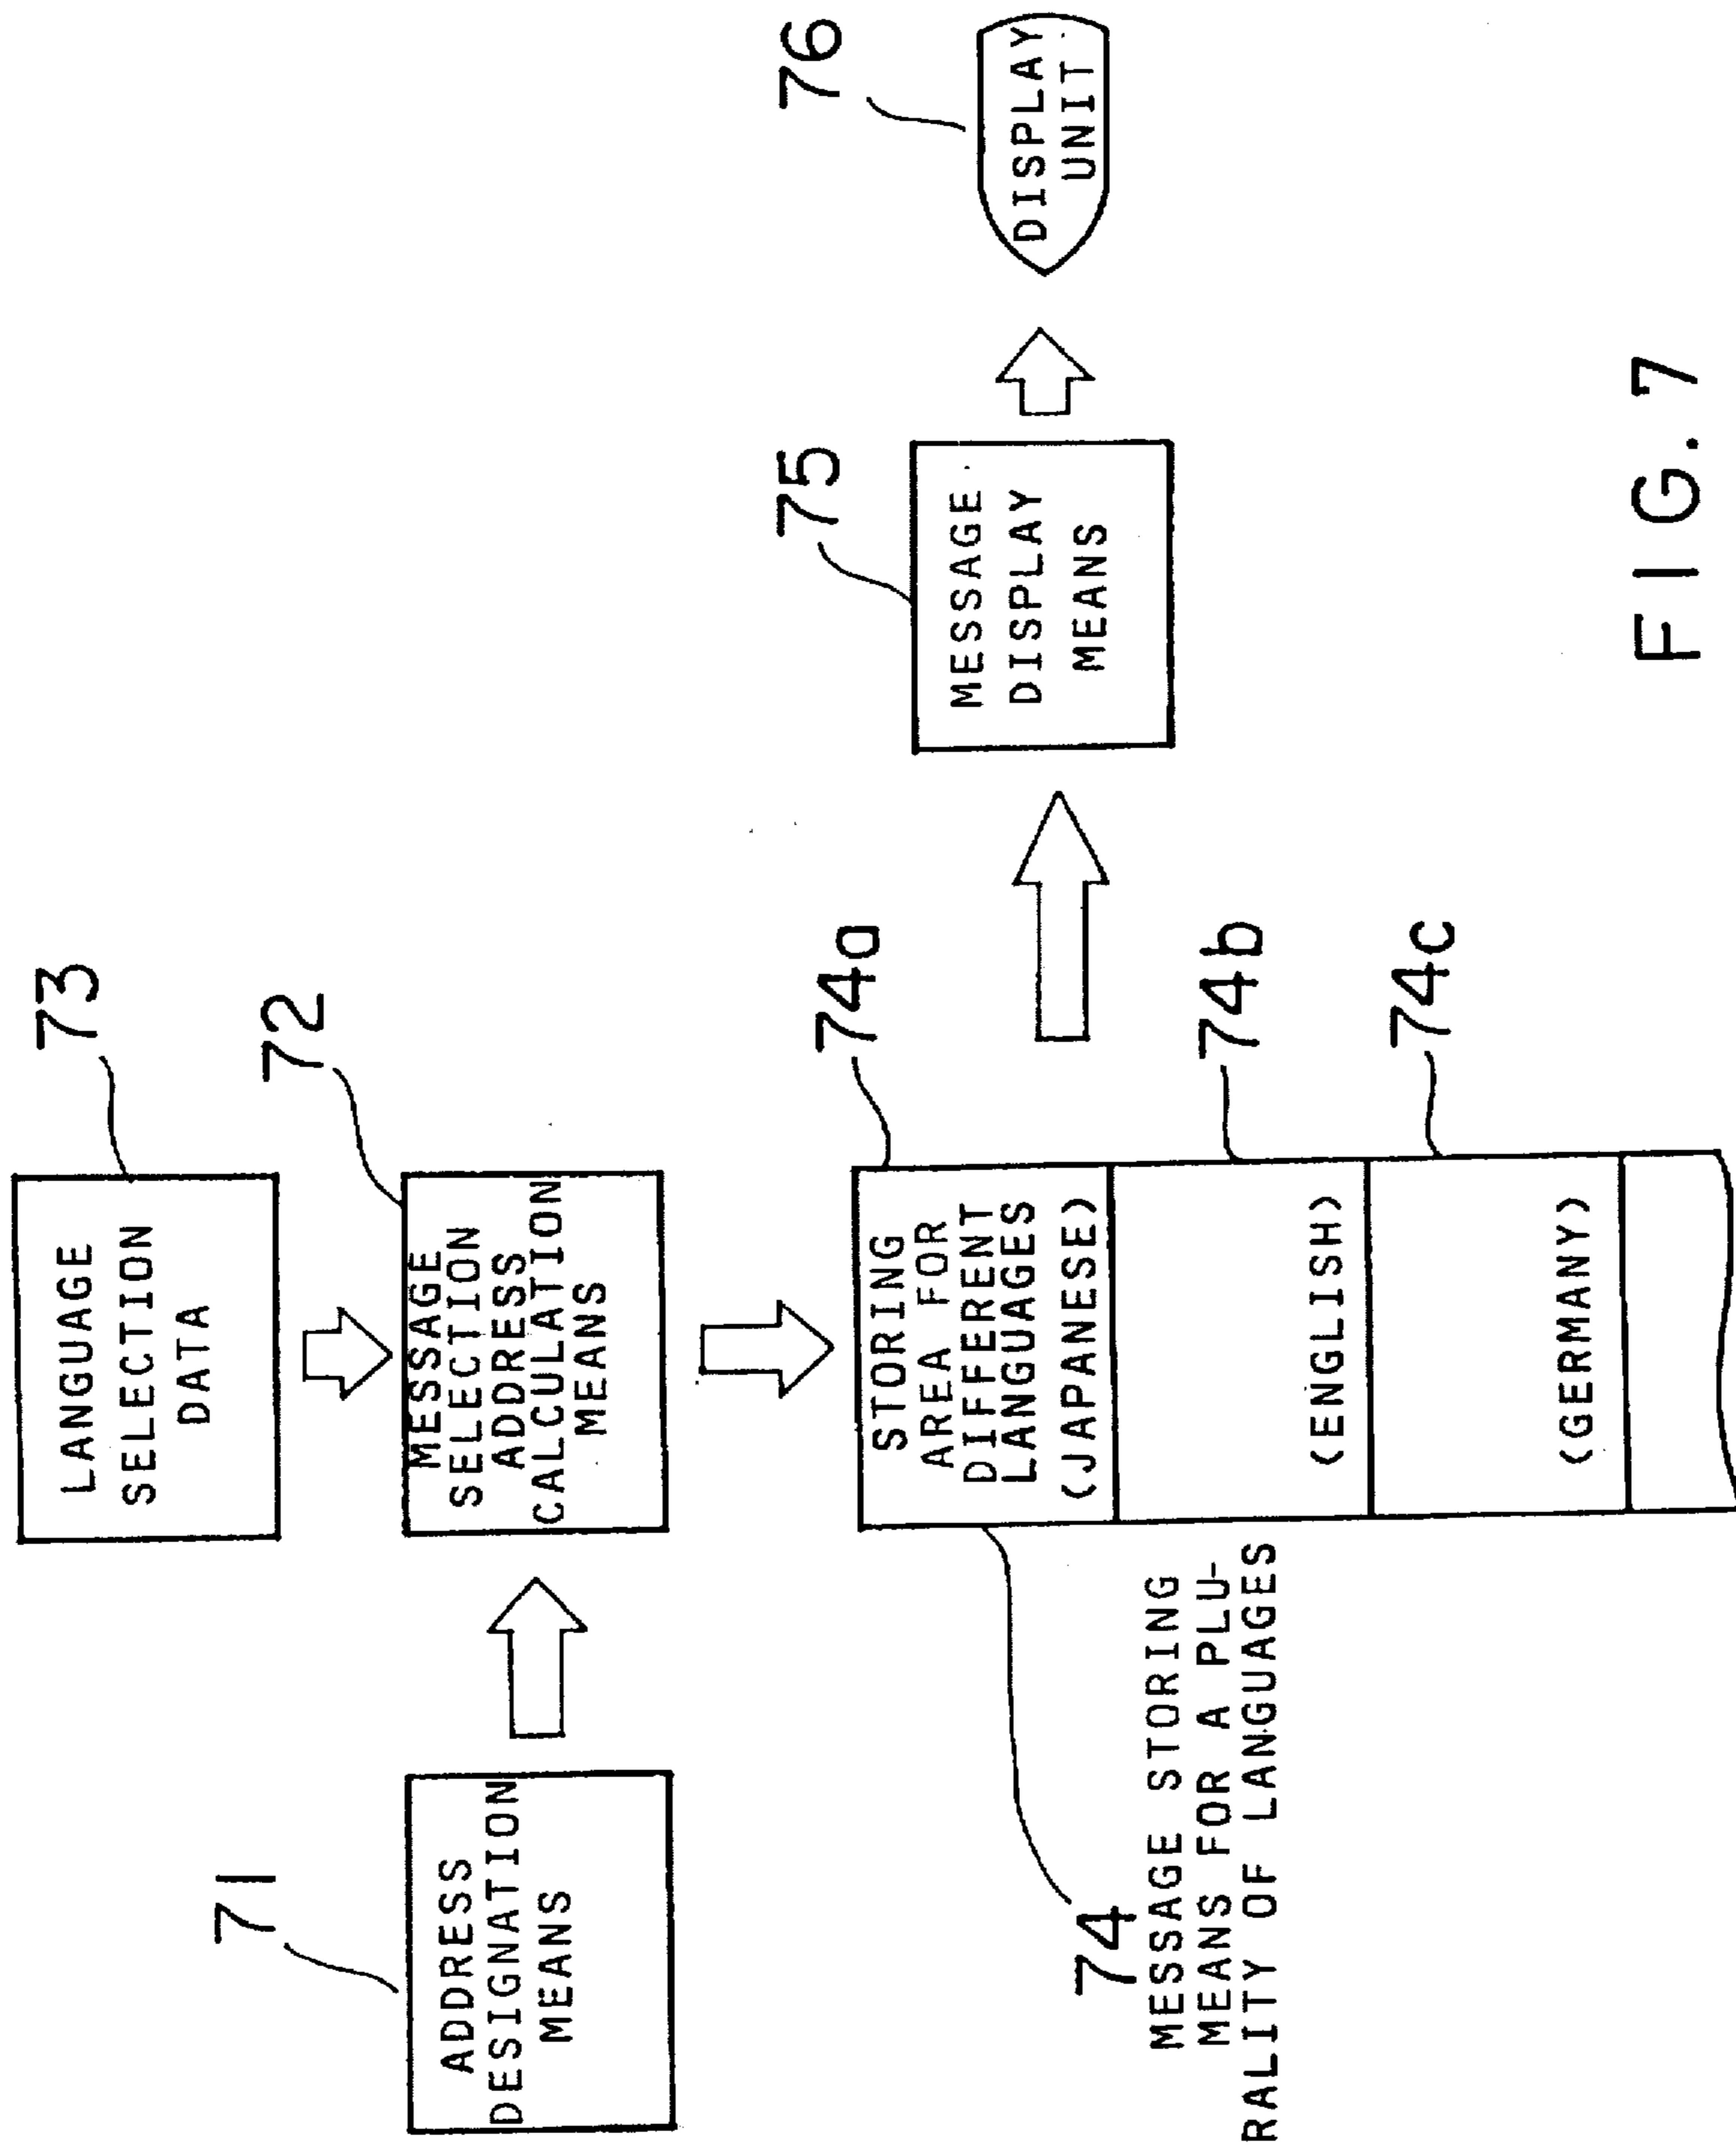 73
LANGUAGE
SELECTION
DATA
72
MESSAGE
SELECTION
ADDRESS
CALCULATION
MEANS
71
ADDRESS
DESIGNATION
MEANS
74a
STORING
AREA FOR
DIFFERENT
LANGUAGES
(JAPANESE)
74b
(ENGLISH)
74c
(GERMANY)
74
MESSAGE STORING
MEANS FOR A PLU-
RALITY OF LANGUAGES
75
MESSAGE
DISPLAY
MEANS
76
DISPLAY
UNIT
FIG. 7